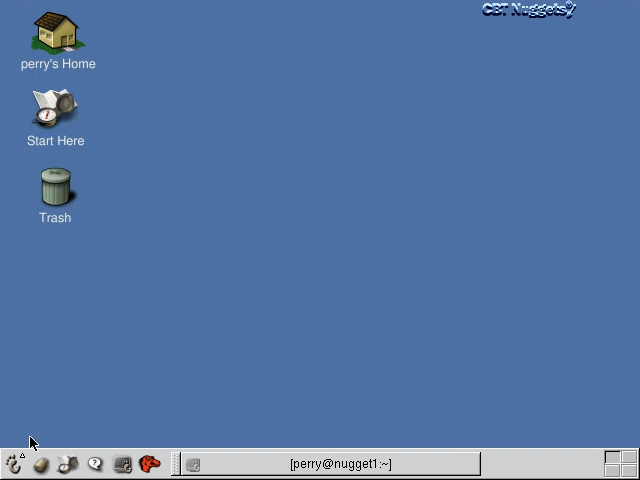 CBT Nuggets
perry's Home
Start Here
Trash
[perry@nugget1:~]